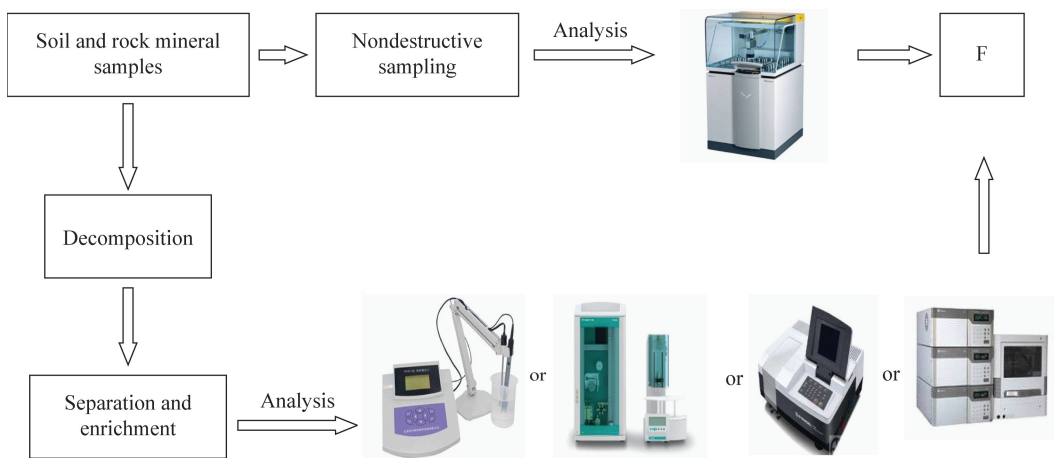 Soil and rock mineral
samples
Nondestructive
sampling
Analysis
F
Decomposition
Separation and
enrichment
Analysis
or
or
or